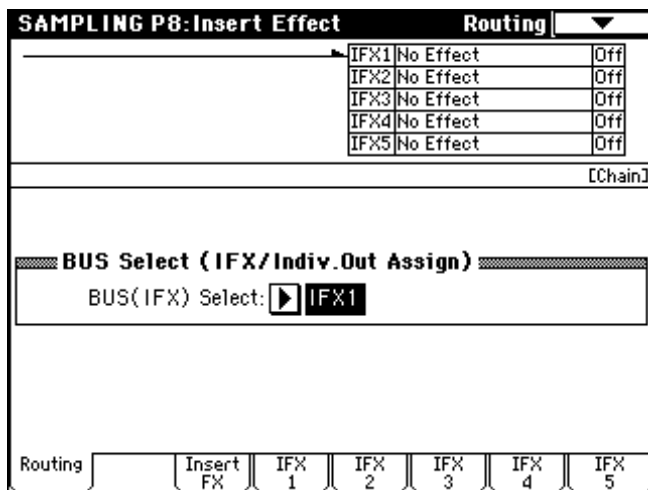 SAMPLING P8:Insert Effect Routing
IFX1 No Effect Off
IFX2 No Effect Off
IFX3 No Effect Off
IFX4 No Effect Off
IFX5 No Effect Off
[Chain]
BUS Select (IFX/Indiv.Out Assign)
BUS(IFX) Select: IFX1
Routing
Insert FX
IFX 1
IFX 2
IFX 3
IFX 4
IFX 5